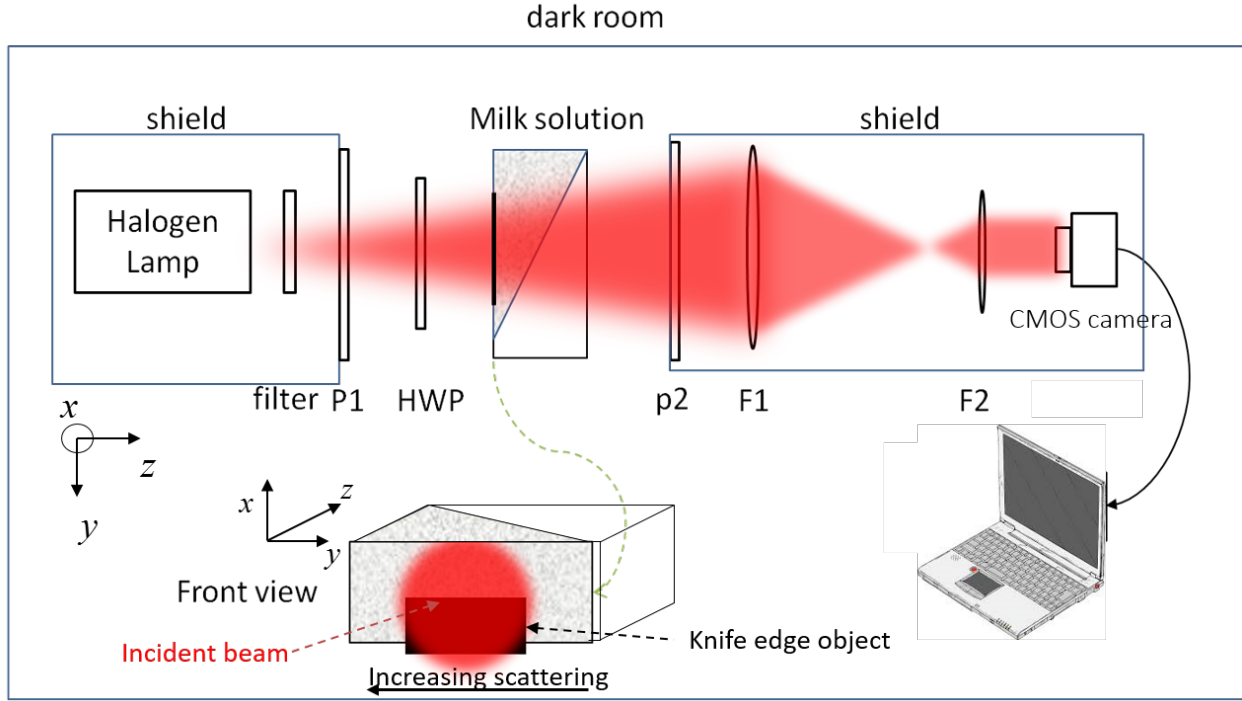 dark room
shield
Milk solution
shield
Halogen
Lamp
CMOS camera
filter
P1
HWP
p2
F1
F2
x
z
y
x
z
y
Front view
Incident beam
Knife edge object
Increasing scattering